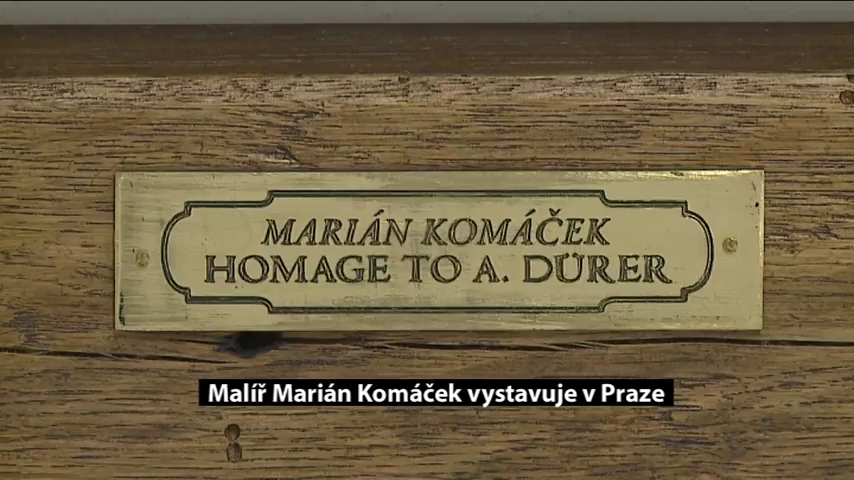 MARIÁN KOMÁČEK
HOMAGE TO A. DÜRER
Malíř Marián Komáček vystavuje v Praze